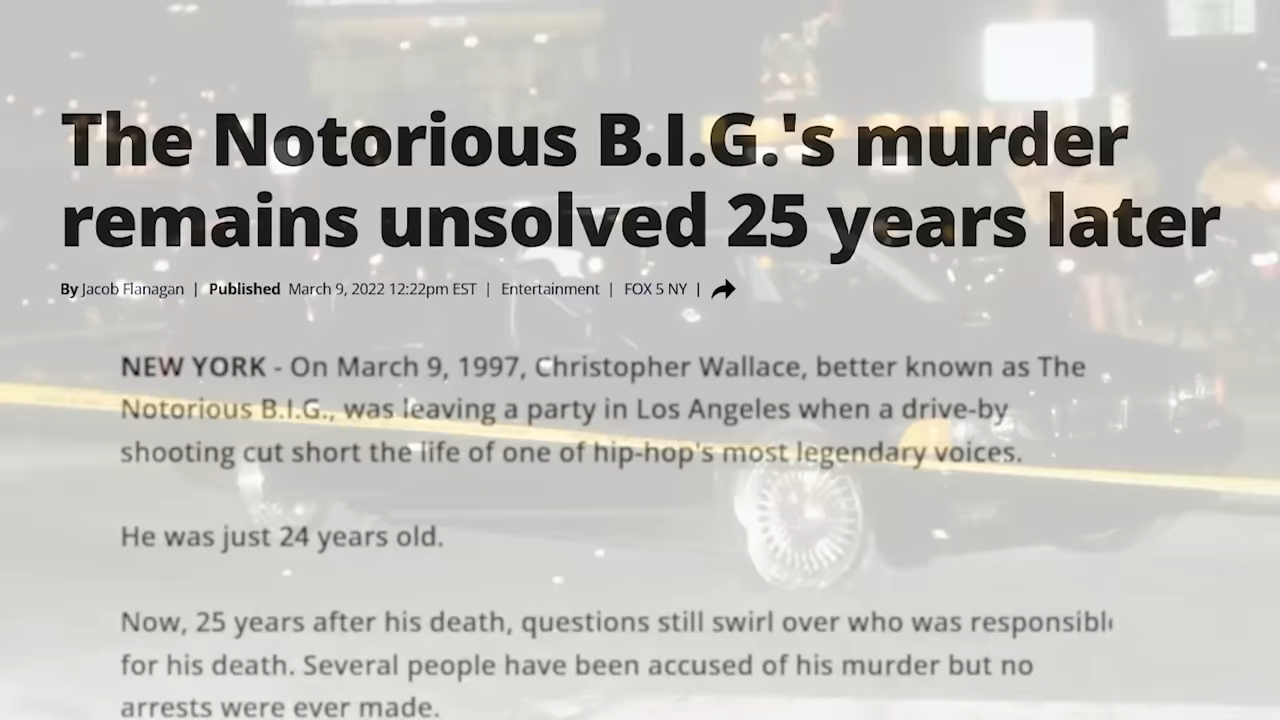 The Notorious B.I.G.'s murder
remains unsolved 25 years later
By Jacob Flanagan | Published March 9, 2022 12:22pm EST | Entertainment | FOX 5 NY |
NEW YORK - On March 9, 1997, Christopher Wallace, better known as The
Notorious B.I.G., was leaving a party in Los Angeles when a drive-by
shooting cut short the life of one of hip-hop's most legendary voices.
He was just 24 years old.
Now, 25 years after his death, questions still swirl over who was responsible
for his death. Several people have been accused of his murder but no
arrests were ever made.